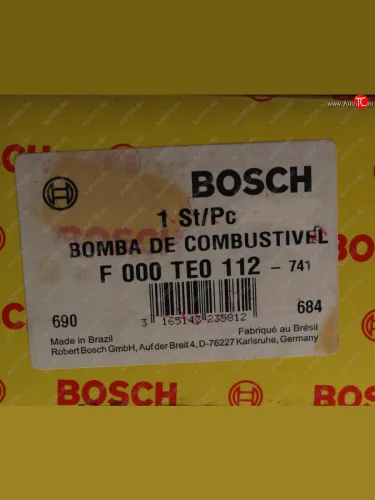 BOSCH
BOSCH
1 St/Pc
BOMBA DE COMBUSTIVEL
F 000 TE0 112 - 741
690
3 165143 235812
684
Made in Brazil
Fabriqué au Brésil
Robert Bosch GmbH, Auf der Breit 4, D-76227 Karlsruhe, Germany
BOSCH
BOSCH